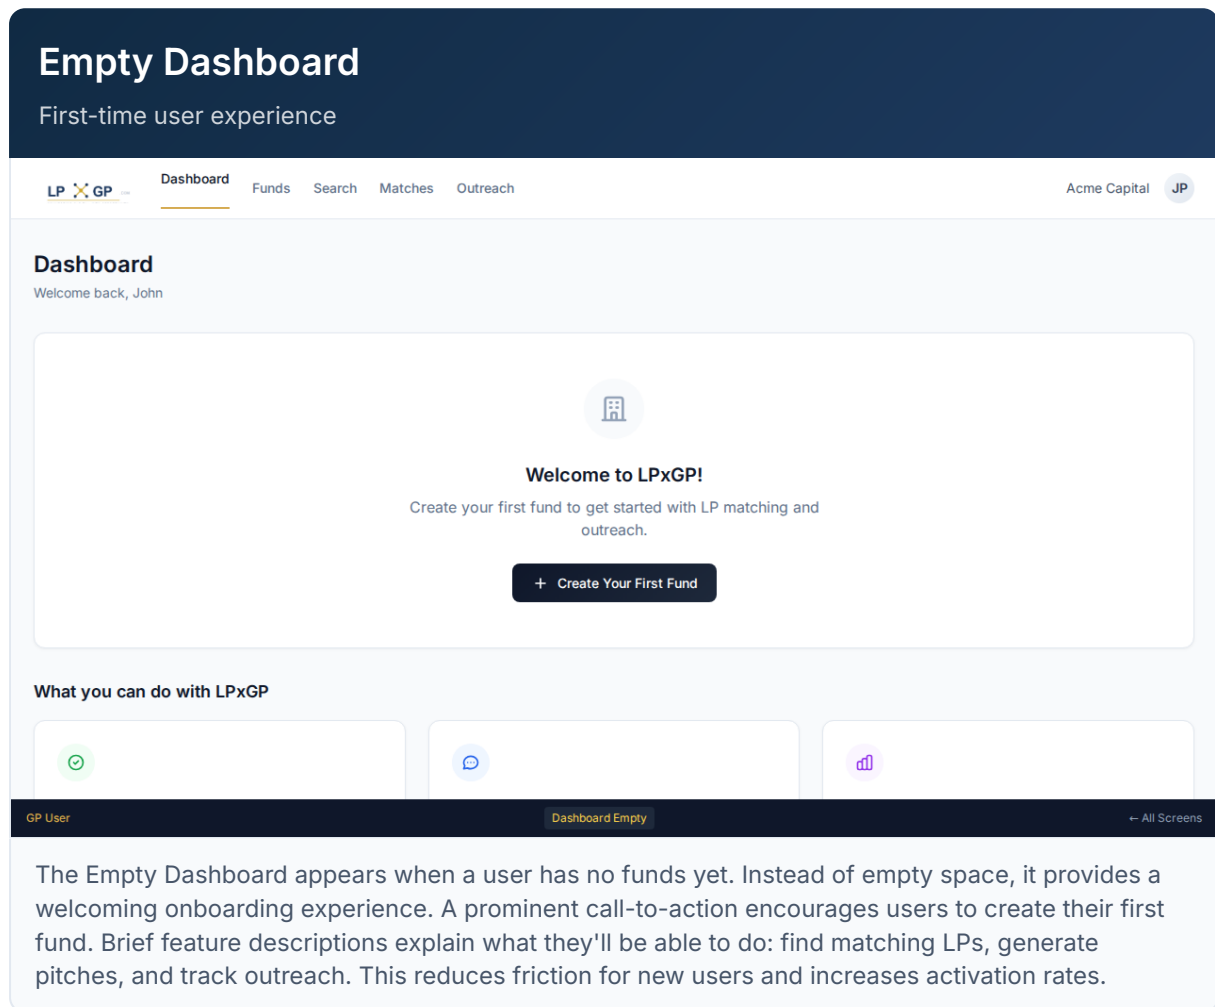 Empty Dashboard
First-time user experience
LP GP
Dashboard Funds Search Matches Outreach
Acme Capital JP
Dashboard
Welcome back, John
Welcome to LPxGP!
Create your first fund to get started with LP matching and
outreach.
+ Create Your First Fund
What you can do with LPxGP
GP User Dashboard Empty ← All Screens
The Empty Dashboard appears when a user has no funds yet. Instead of empty space, it provides a
welcoming onboarding experience. A prominent call-to-action encourages users to create their first
fund. Brief feature descriptions explain what they'll be able to do: find matching LPs, generate
pitches, and track outreach. This reduces friction for new users and increases activation rates.